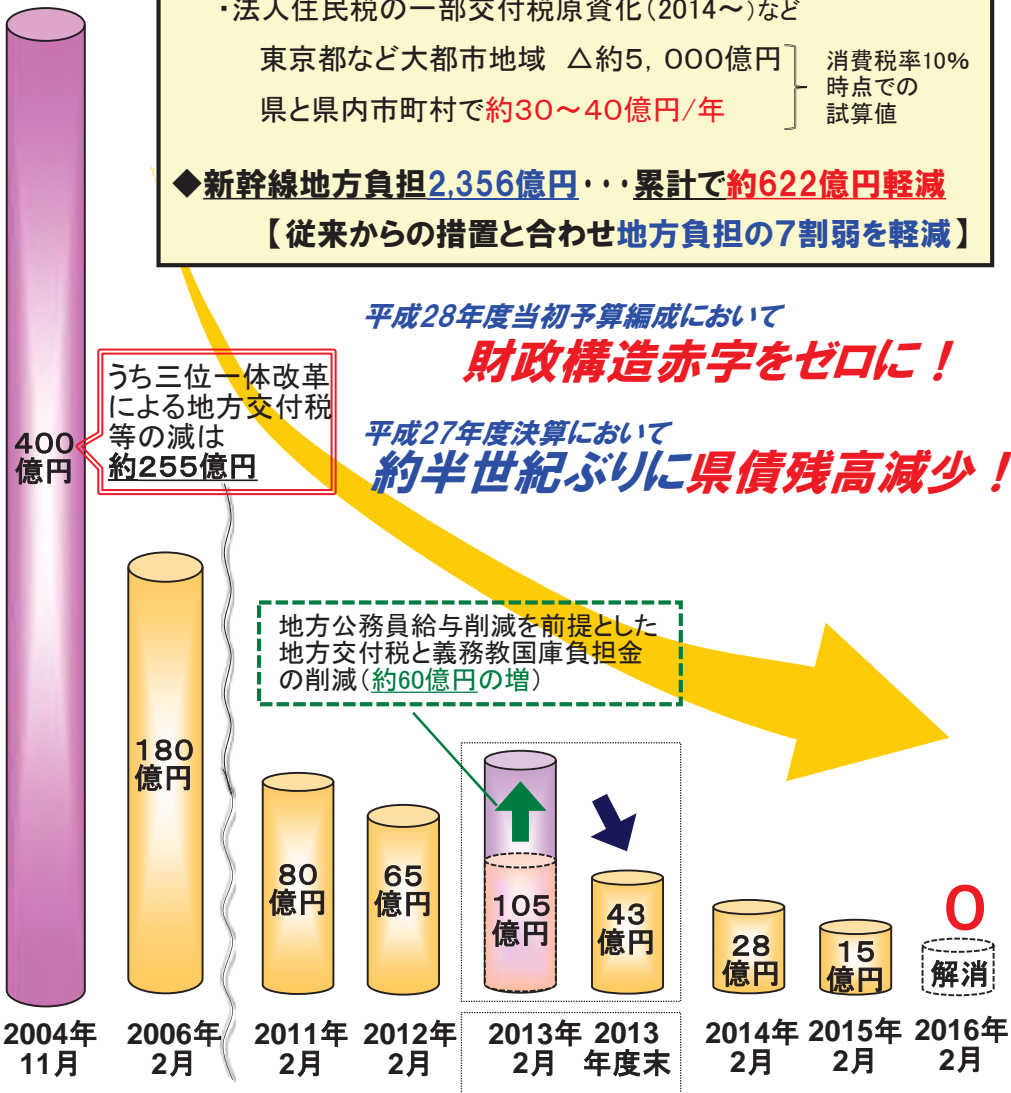 ・法人住民税の一部交付税原資化（2014～）など
東京都など大都市地域 △約5，000億円
県と県内市町村で約30～40億円/年
消費税率10%
時点での
試算値
◆新幹線地方負担2,356億円･･･累計で約622億円軽減
【従来からの措置と合わせ地方負担の7割弱を軽減】
平成28年度当初予算編成において
財政構造赤字をゼロに！
平成27年度決算において
約半世紀ぶりに県債残高減少！
うち三位一体改革
による地方交付税
等の減は
約255億円
400
億円
地方公務員給与削減を前提とした
地方交付税と義務教国庫負担金
の削減（約60億円の増）
180
億円
80
億円
65
億円
105
億円
43
億円
28
億円
15
億円
0
解消
2004年
11月
2006年
2月
2011年
2月
2012年
2月
2013年
2月
2013
年度末
2014年
2月
2015年
2月
2016年
2月